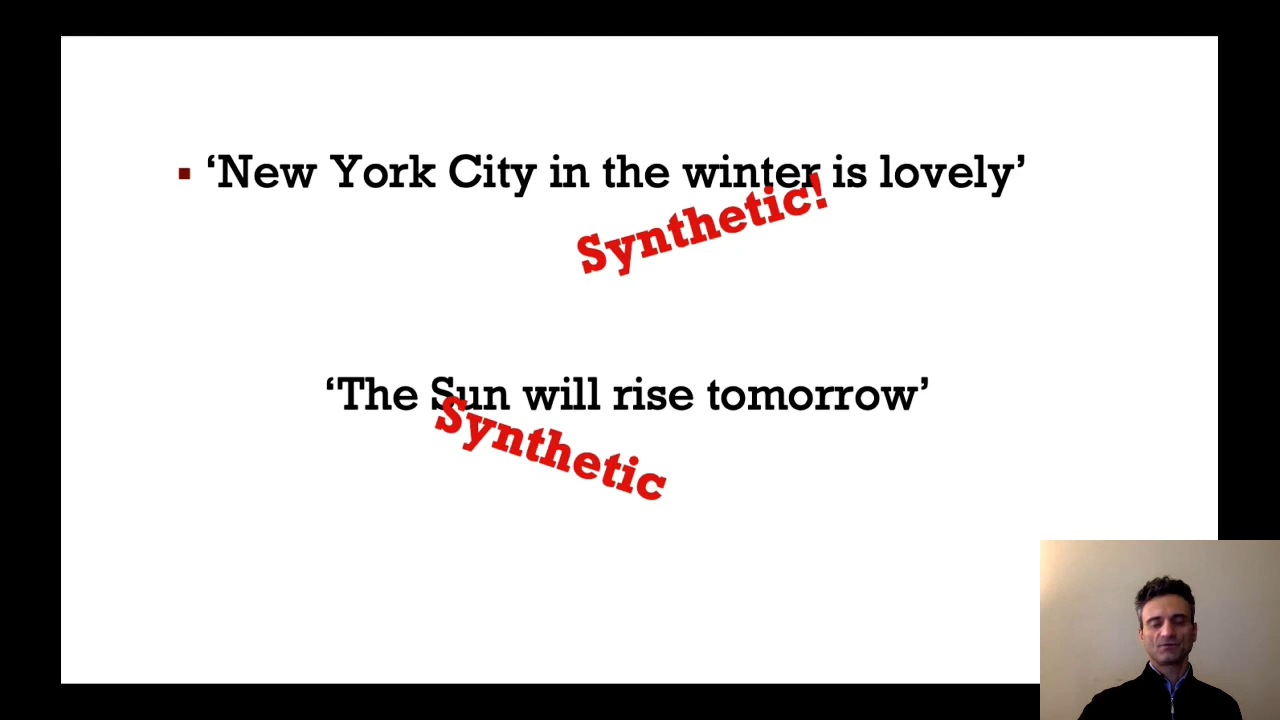 ‘New York City in the winter is lovely’
Synthetic!
‘The Sun will rise tomorrow’
Synthetic